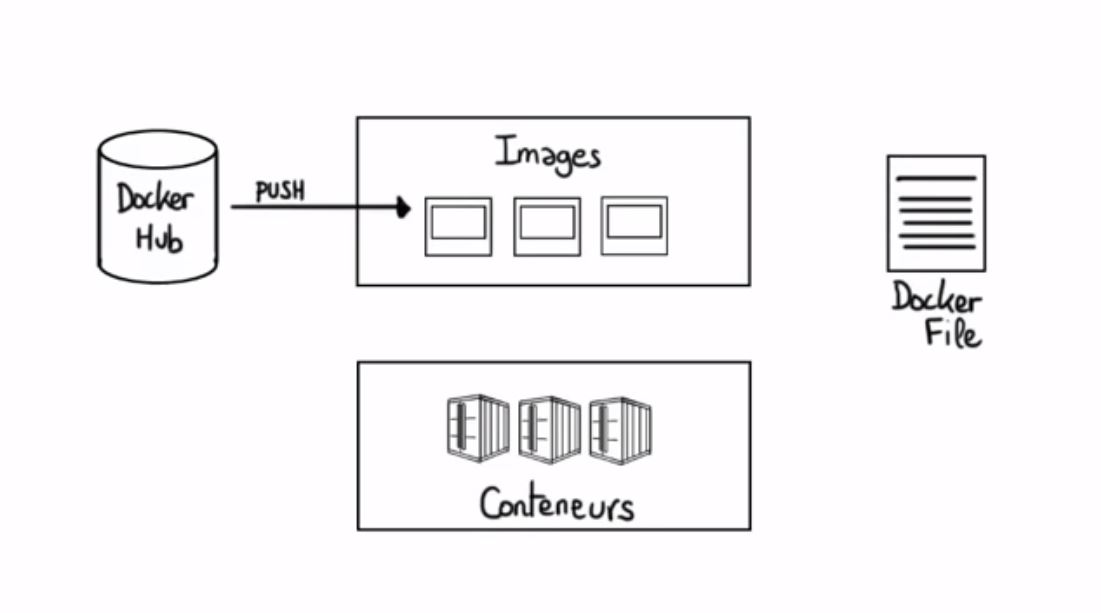 Docker
Hub
PUSH
Images
Docker
File
Conteneurs